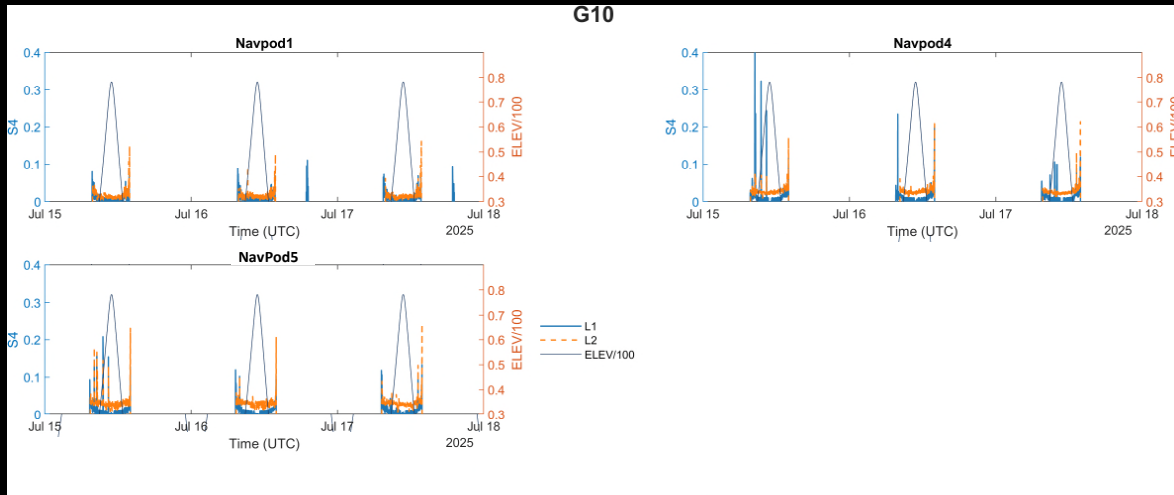 G10
Navpod1
0.4
0.3
0.2
0.1
0
S4
0.8
0.7
0.6
0.5
0.4
0.3
ELEV/100
Jul 15
Jul 16
Jul 17
Jul 18
Time (UTC)
2025
Navpod4
0.4
0.3
0.2
0.1
0
S4
0.8
0.7
0.6
0.5
0.4
0.3
ELEV/100
Jul 15
Jul 16
Jul 17
Jul 18
Time (UTC)
2025
NavPod5
0.4
0.3
0.2
0.1
0
S4
0.8
0.7
0.6
0.5
0.4
0.3
ELEV/100
Jul 15
Jul 16
Jul 17
Jul 18
Time (UTC)
2025
L1
L2
ELEV/100